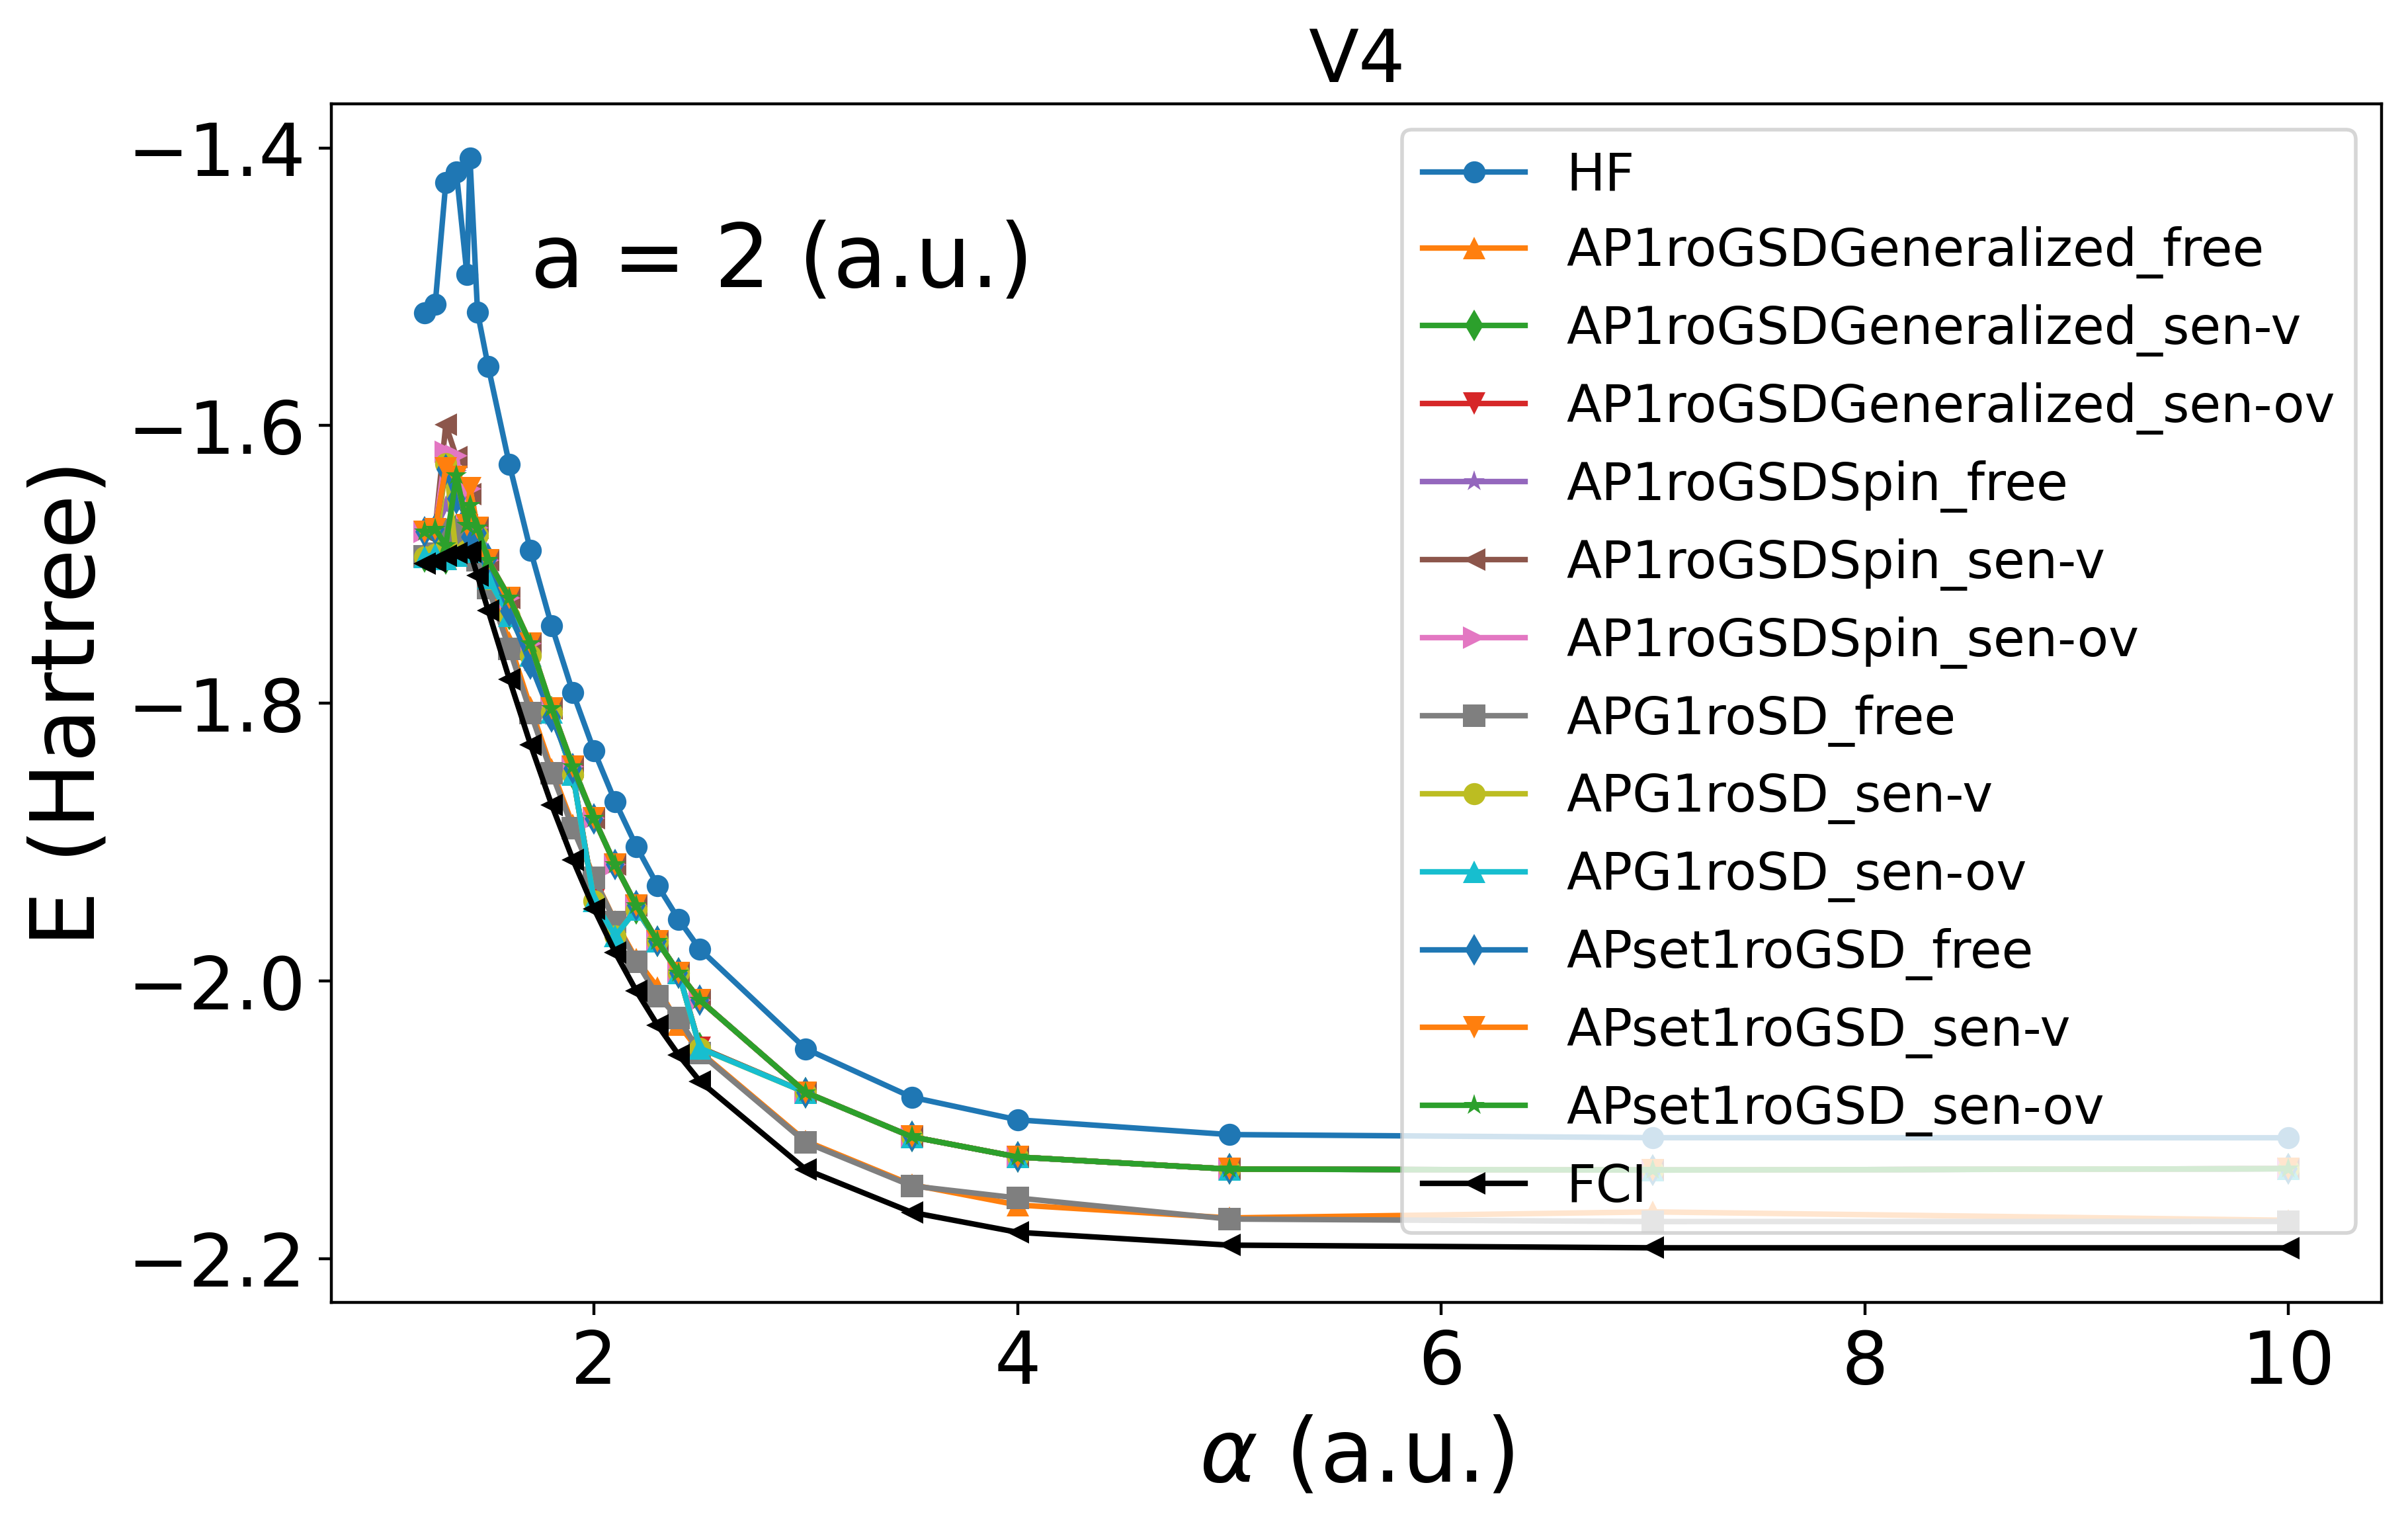 V4
E (Hartree)
−1.4
−1.6
−1.8
−2.0
−2.2
a = 2 (a.u.)
HF
AP1roGSDGeneralized_free
AP1roGSDGeneralized_sen-v
AP1roGSDGeneralized_sen-ov
AP1roGSDSpin_free
AP1roGSDSpin_sen-v
AP1roGSDSpin_sen-ov
APG1roSD_free
APG1roSD_sen-v
APG1roSD_sen-ov
APset1roGSD_free
APset1roGSD_sen-v
APset1roGSD_sen-ov
FCI
2 4 6 8 10
α (a.u.)